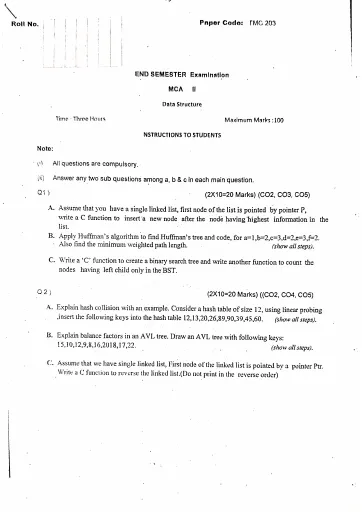 Roll No.
Paper Code: TMC 203
END SEMESTER Examination
MCA II
Data Structure
Time : Three Hours
Maximum Marks :100
NSTRUCTIONS TO STUDENTS
Note:
(i) All questions are compulsory.
(ii) Answer any two sub questions among a, b & c in each main question.
Q1)
(2X10=20 Marks) (CO2, CO3, CO5)
A. Assume that you have a single linked list, first node of the list is pointed by pointer P,
write a C function to insert a new node after the node having highest information in the
list.
B. Apply Huffman's algorithm to find Huffman's tree and code, for a=1,b=2,c=3,d=2,e=3,f=2.
Also find the minimum weighted path length. (show all steps).
C. Write a 'C' function to create a binary search tree and write another function to count the
nodes having left child only in the BST.
Q2)
(2X10=20 Marks) ((CO2, CO4, CO5)
A. Explain hash collision with an example. Consider a hash table of size 12, using linear probing
,insert the following keys into the hash table 12,13,20,26,89,90,39,45,60. (show all steps).
B. Explain balance factors in an AVL tree. Draw an AVL tree with following keys:
15,10,12,9,8,16,2018,17,22. (show all steps).
C. Assume that we have single linked list, First node of the linked list is pointed by a pointer Ptr.
Write a C function to reverse the linked list.(Do not print in the reverse order)